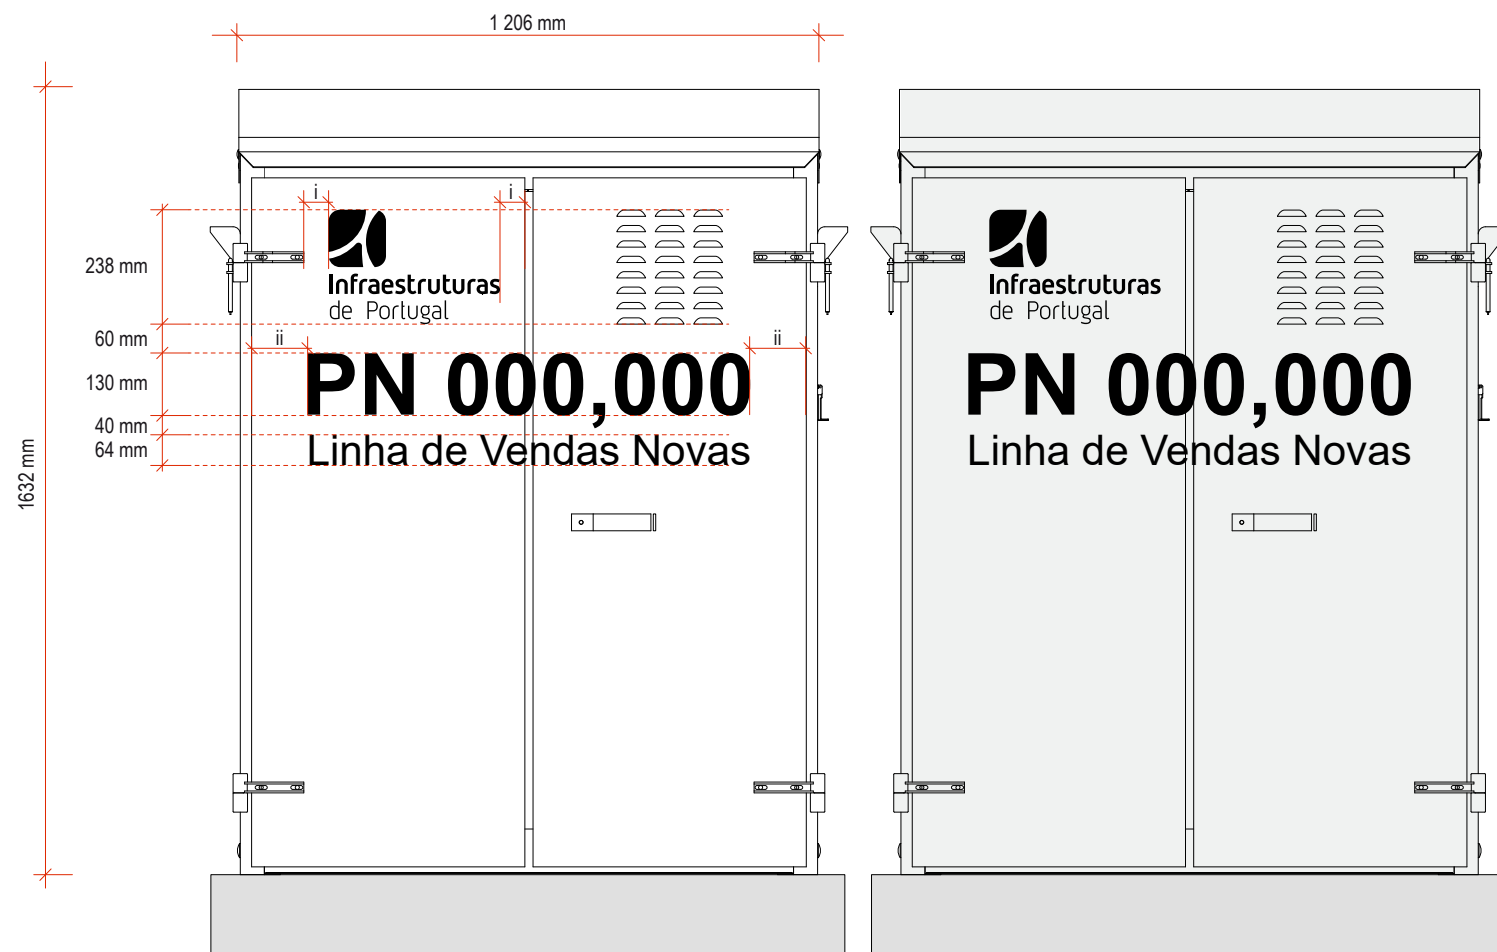 1 206 mm
1632 mm
238 mm
60 mm
130 mm
40 mm
64 mm
i
i
Infraestruturas
de Portugal
ii
ii
PN 000,000
Linha de Vendas Novas
Infraestruturas
de Portugal
PN 000,000
Linha de Vendas Novas